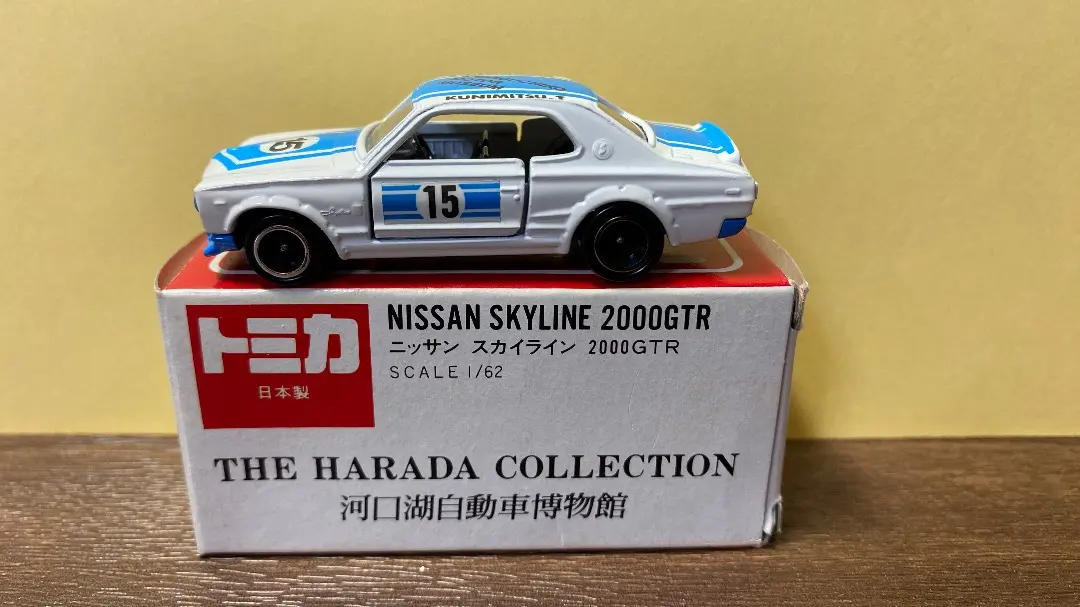 KUNIMITSU.T
15
15
トミカ
日本製
NISSAN SKYLINE 2000GTR
ニッサン スカイライン 2000GTR
SCALE 1/62
THE HARADA COLLECTION
河口湖自動車博物館